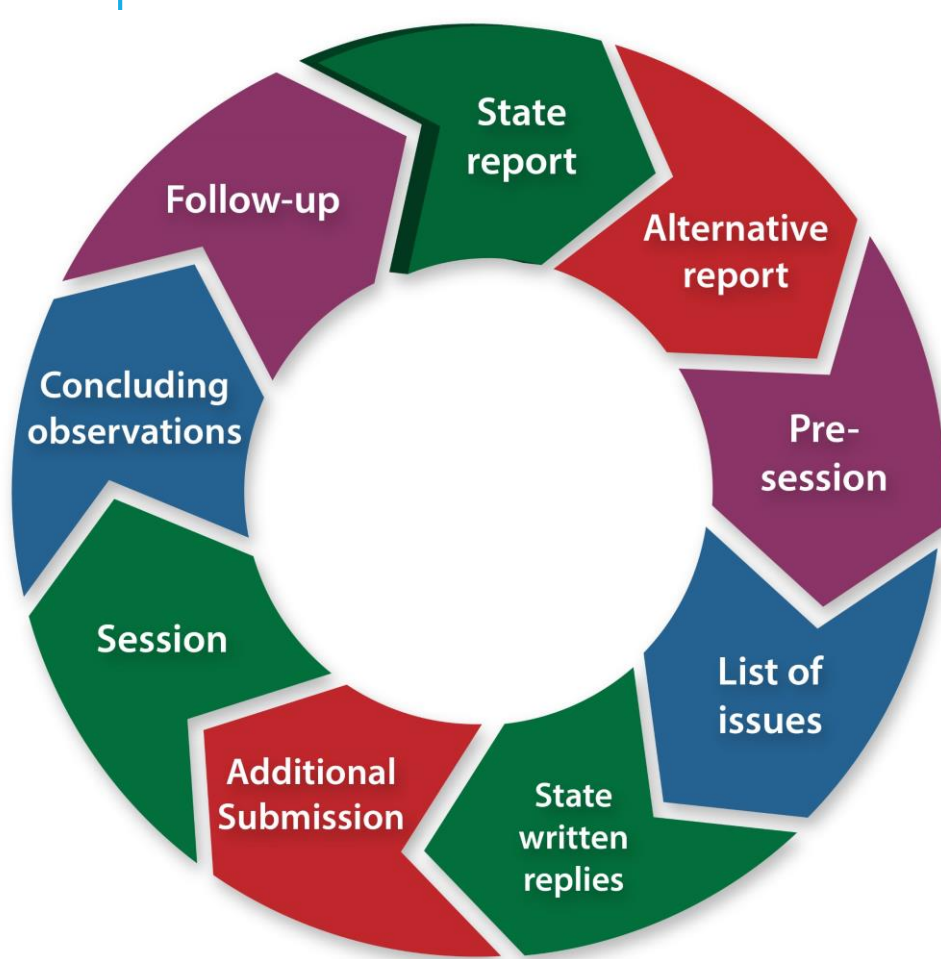 State
report
Alternative
report
Pre-
session
List of
issues
State
written
replies
Additional
Submission
Session
Concluding
observations
Follow-up